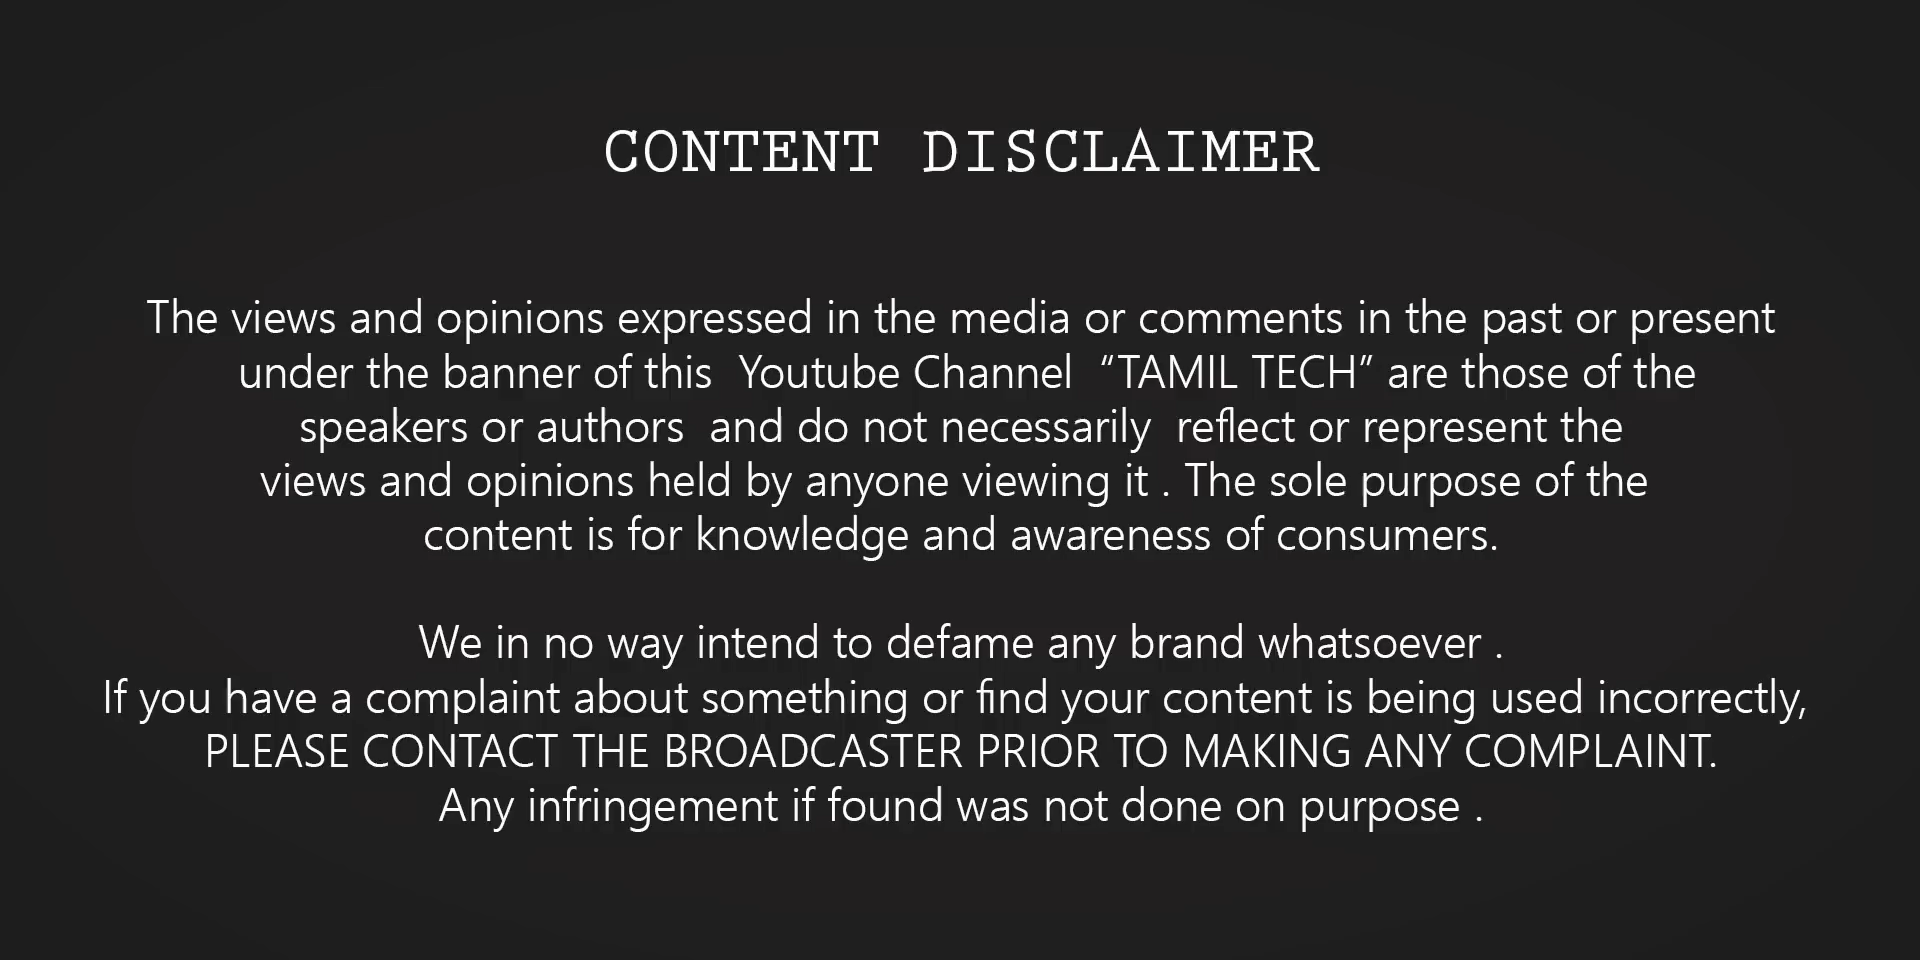 CONTENT DISCLAIMER
The views and opinions expressed in the media or comments in the past or present
under the banner of this  Youtube Channel  “TAMIL TECH” are those of the
speakers or authors  and do not necessarily  reflect or represent the
views and opinions held by anyone viewing it . The sole purpose of the
content is for knowledge and awareness of consumers.
We in no way intend to defame any brand whatsoever .
If you have a complaint about something or find your content is being used incorrectly,
PLEASE CONTACT THE BROADCASTER PRIOR TO MAKING ANY COMPLAINT.
Any infringement if found was not done on purpose .